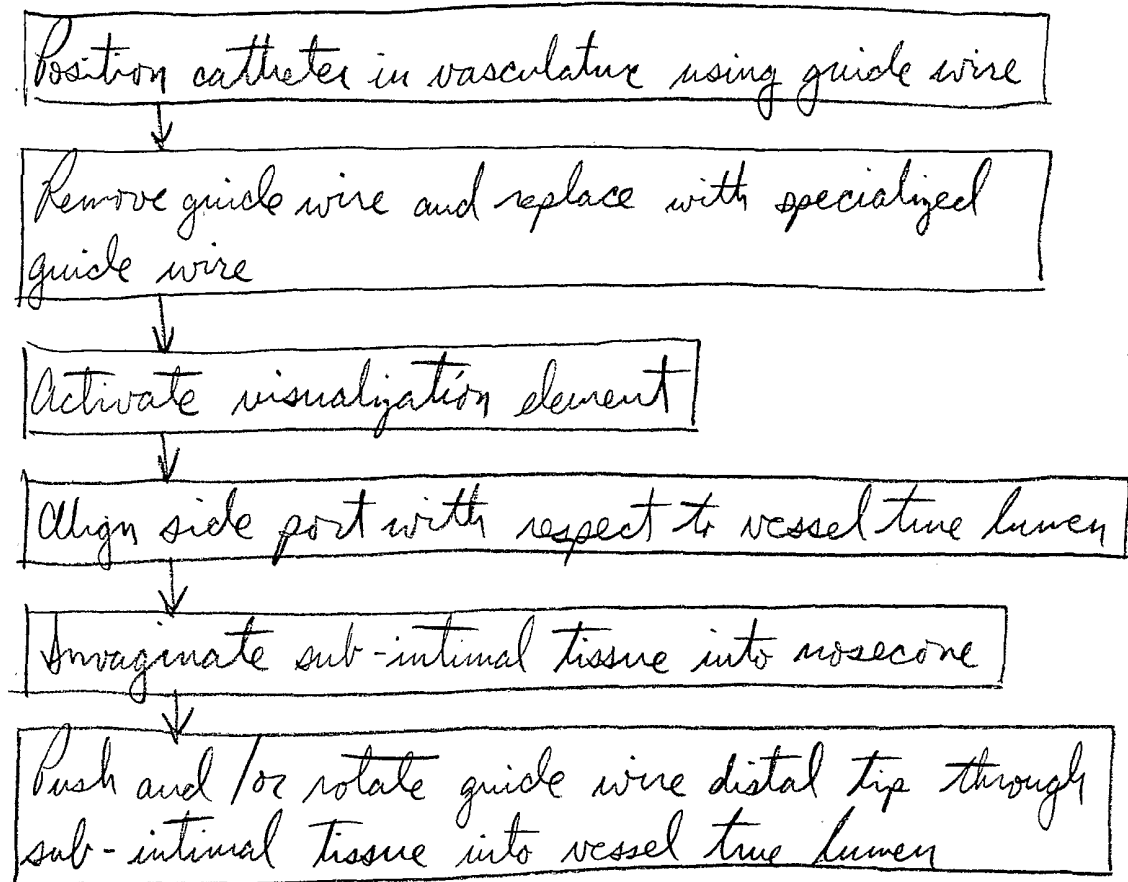 Position catheter in vasculature using guide wire
Remove guide wire and replace with specialized
guide wire
Activate visualization element
Align side port with respect to vessel true lumen
Invaginate sub-intimal tissue into nosecone
Push and/or rotate guide wire distal tip through
sub-intimal tissue into vessel true lumen